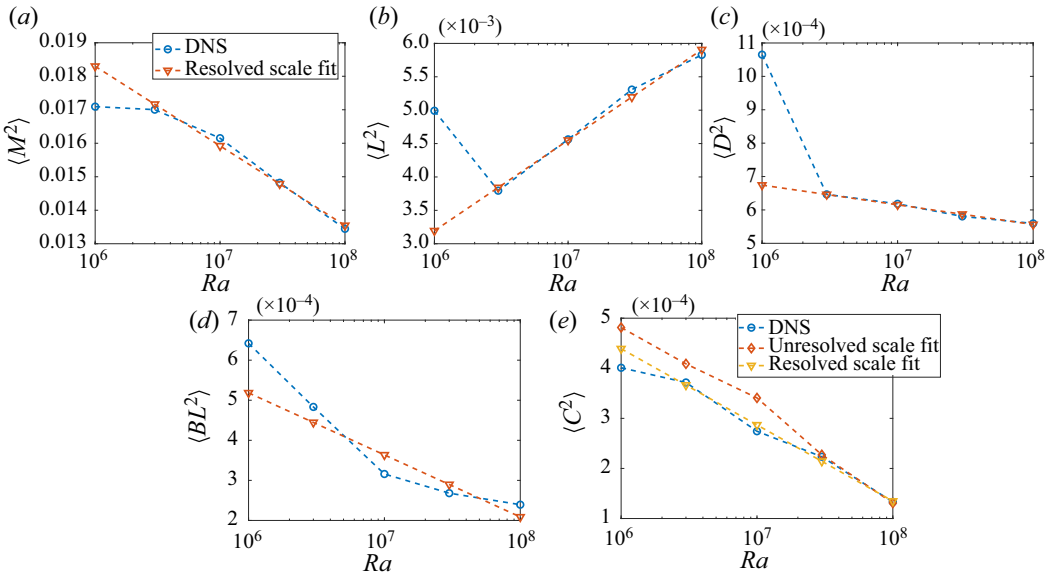 (a)
0.019
0.018
0.017
0.016
0.015
0.014
0.013
10⁶
10⁷
10⁸
⟨M²⟩
Ra
DNS
Resolved scale fit
(b)
(×10⁻³)
6.0
5.5
5.0
4.5
4.0
3.5
3.0
10⁶
10⁷
10⁸
⟨L²⟩
Ra
(c)
(×10⁻⁴)
11
10
9
8
7
6
5
10⁶
10⁷
10⁸
⟨D²⟩
Ra
(d)
(×10⁻⁴)
7
6
5
4
3
2
10⁶
10⁷
10⁸
⟨BL²⟩
Ra
(e)
(×10⁻⁴)
5
4
3
2
1
10⁶
10⁷
10⁸
⟨C²⟩
Ra
DNS
Unresolved scale fit
Resolved scale fit